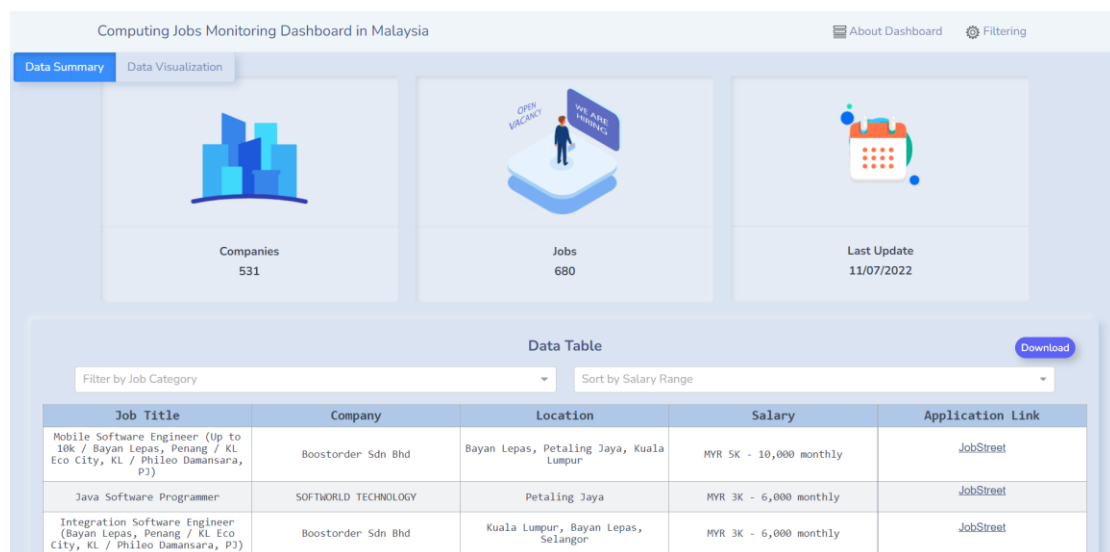 Computing Jobs Monitoring Dashboard in Malaysia
About Dashboard
Filtering
Data Summary
Data Visualization
OPEN
VACANCY
WE ARE
HIRING
Companies
531
Jobs
680
Last Update
11/07/2022
Data Table
Download
Filter by Job Category
Sort by Salary Range
Job Title Company Location Salary Application Link
Mobile Software Engineer (Up to
10k / Bayan Lepas, Penang / KL
Eco City, KL / Phileo Damansara,
PJ)
Boostorder Sdn Bhd
Bayan Lepas, Petaling Jaya, Kuala
Lumpur
MYR 5K - 10,000 monthly
JobStreet
Java Software Programmer
SOFTWORLD TECHNOLOGY
Petaling Jaya
MYR 3K - 6,000 monthly
JobStreet
Integration Software Engineer
(Bayan Lepas, Penang / KL Eco
City, KL / Phileo Damansara, PJ)
Boostorder Sdn Bhd
Kuala Lumpur, Bayan Lepas,
Selangor
MYR 3K - 6,000 monthly
JobStreet